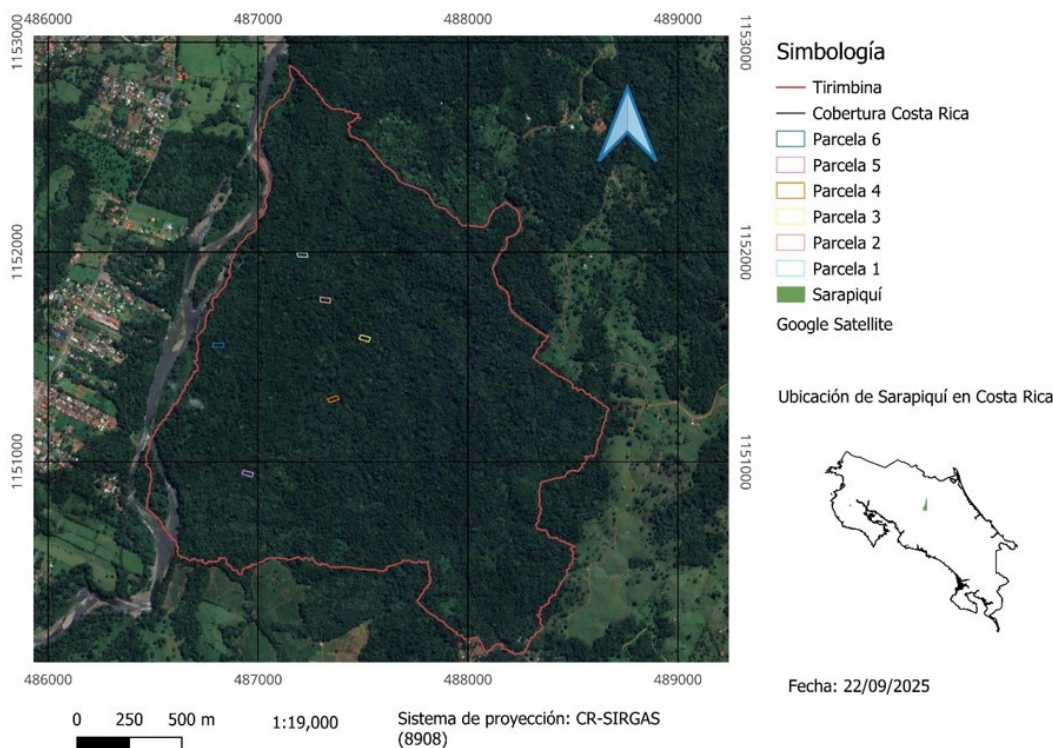 486000 487000 488000 489000
1153000 1153000
1152000 1152000
1151000 1151000
486000 487000 488000 489000
0 250 500 m
1:19,000
Sistema de proyección: CR-SIRGAS
(8908)
Simbología
Tirimbina
Cobertura Costa Rica
Parcela 6
Parcela 5
Parcela 4
Parcela 3
Parcela 2
Parcela 1
Sarapiquí
Google Satellite
Ubicación de Sarapiquí en Costa Rica
Fecha: 22/09/2025